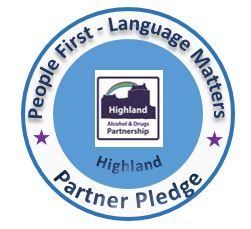 People First - Language Matters
Highland
Alcohol & Drugs
Partnership
Highland
Partner Pledge